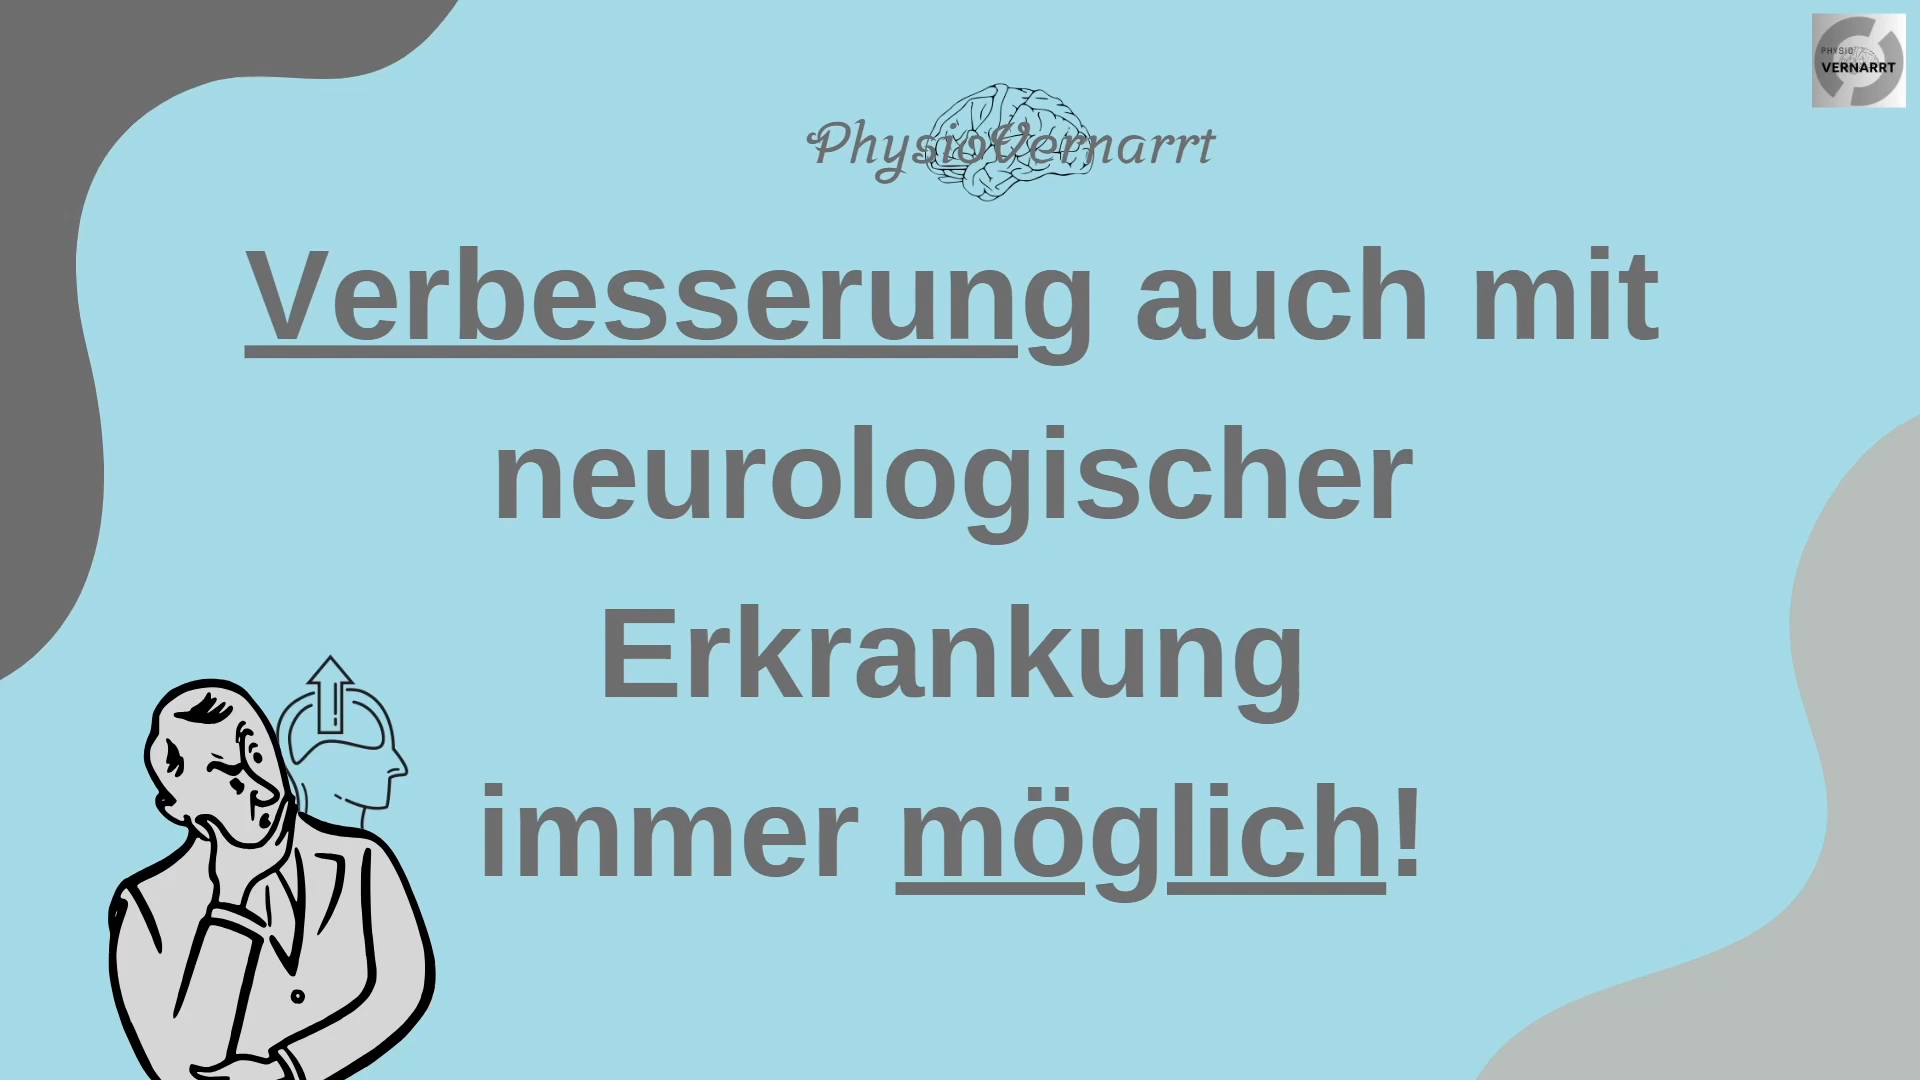 PHYSIO
VERNARRT
PhysioVernarrt
Verbesserung auch mit
neurologischer
Erkrankung
immer möglich!